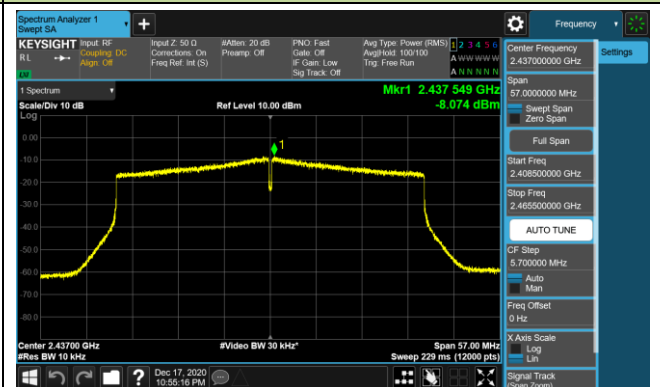 Spectrum Analyzer 1
Swept SA
+
Frequency
KEYSIGHT
RL
Input: RF
Coupling: DC
Align: Off
Input Z: 50 Ω
Corrections: On
Freq Ref: Int (S)
#Atten: 20 dB
Preamp: Off
PNO: Fast
Gate: Off
IF Gain: Low
Sig Track: Off
Avg Type: Power (RMS)
Avg|Hold: 100/100
Trig: Free Run
1 2 3 4 5 6
A W W W W W
A N N N N N
1 Spectrum
Scale/Div 10 dB
Log
Ref Level 10.00 dBm
Mkr1 2.437 549 GHz
-8.074 dBm
1
0.00
-10.0
-20.0
-30.0
-40.0
-50.0
-60.0
-70.0
-80.0
Center 2.43700 GHz
#Res BW 10 kHz
#Video BW 30 kHz*
Span 57.00 MHz
Sweep 229 ms (12000 pts)
?
Dec 17, 2020
10:55:16 PM
Center Frequency
2.437000000 GHz
Settings
Span
57.0000000 MHz
Swept Span
Zero Span
Full Span
Start Freq
2.408500000 GHz
Stop Freq
2.465500000 GHz
AUTO TUNE
CF Step
5.700000 MHz
Auto
Man
Freq Offset
0 Hz
X Axis Scale
Log
Lin
Signal Track
(Span Zoom)